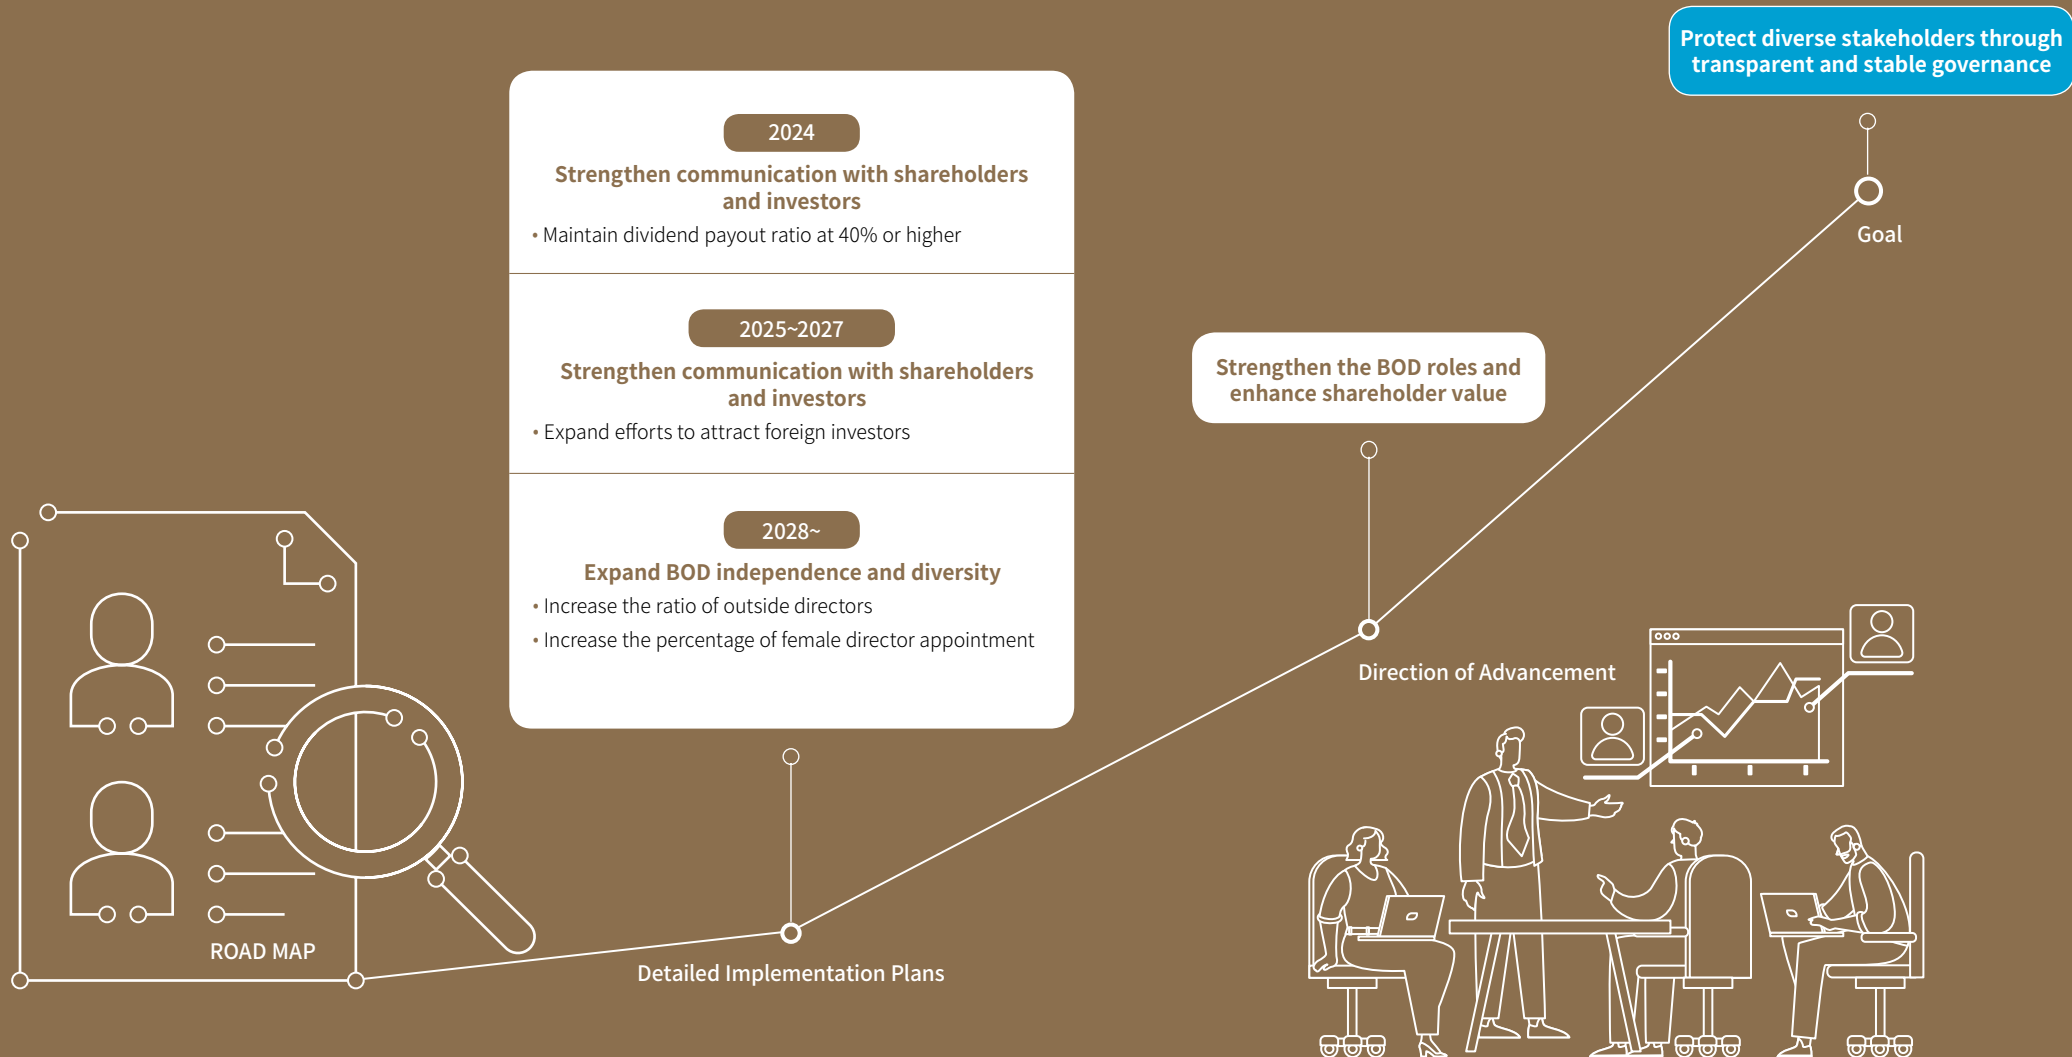 Protect diverse stakeholders through
transparent and stable governance
Goal
2024
Strengthen communication with shareholders
and investors
• Maintain dividend payout ratio at 40% or higher
2025~2027
Strengthen communication with shareholders
and investors
• Expand efforts to attract foreign investors
2028~
Expand BOD independence and diversity
• Increase the ratio of outside directors
• Increase the percentage of female director appointment
Strengthen the BOD roles and
enhance shareholder value
Direction of Advancement
ROAD MAP
Detailed Implementation Plans